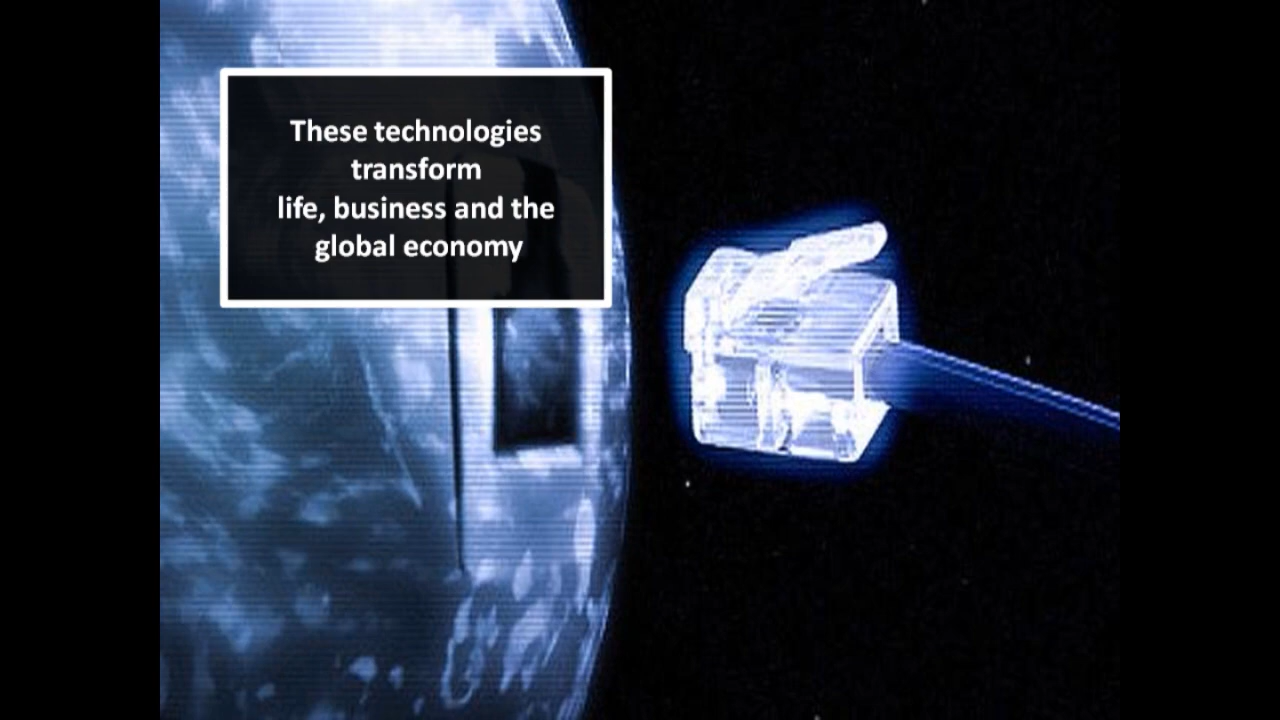 These technologies
transform
life, business and the
global economy